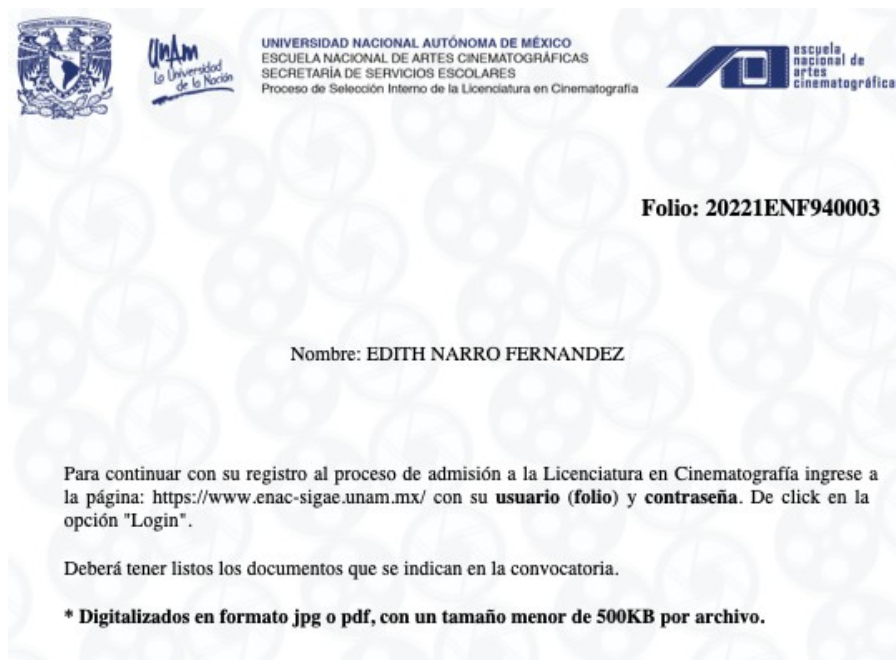 UnAm
La Universidad
de la Nación
UNIVERSIDAD NACIONAL AUTÓNOMA DE MÉXICO
ESCUELA NACIONAL DE ARTES CINEMATOGRÁFICAS
SECRETARÍA DE SERVICIOS ESCOLARES
Proceso de Selección Interno de la Licenciatura en Cinematografía
escuela
nacional de
artes
cinematográficas
Folio: 20221ENF940003
Nombre: EDITH NARRO FERNANDEZ
Para continuar con su registro al proceso de admisión a la Licenciatura en Cinematografía ingrese a
la página: https://www.enac-sigae.unam.mx/ con su usuario (folio) y contraseña. De click en la
opción "Login".
Deberá tener listos los documentos que se indican en la convocatoria.
* Digitalizados en formato jpg o pdf, con un tamaño menor de 500KB por archivo.